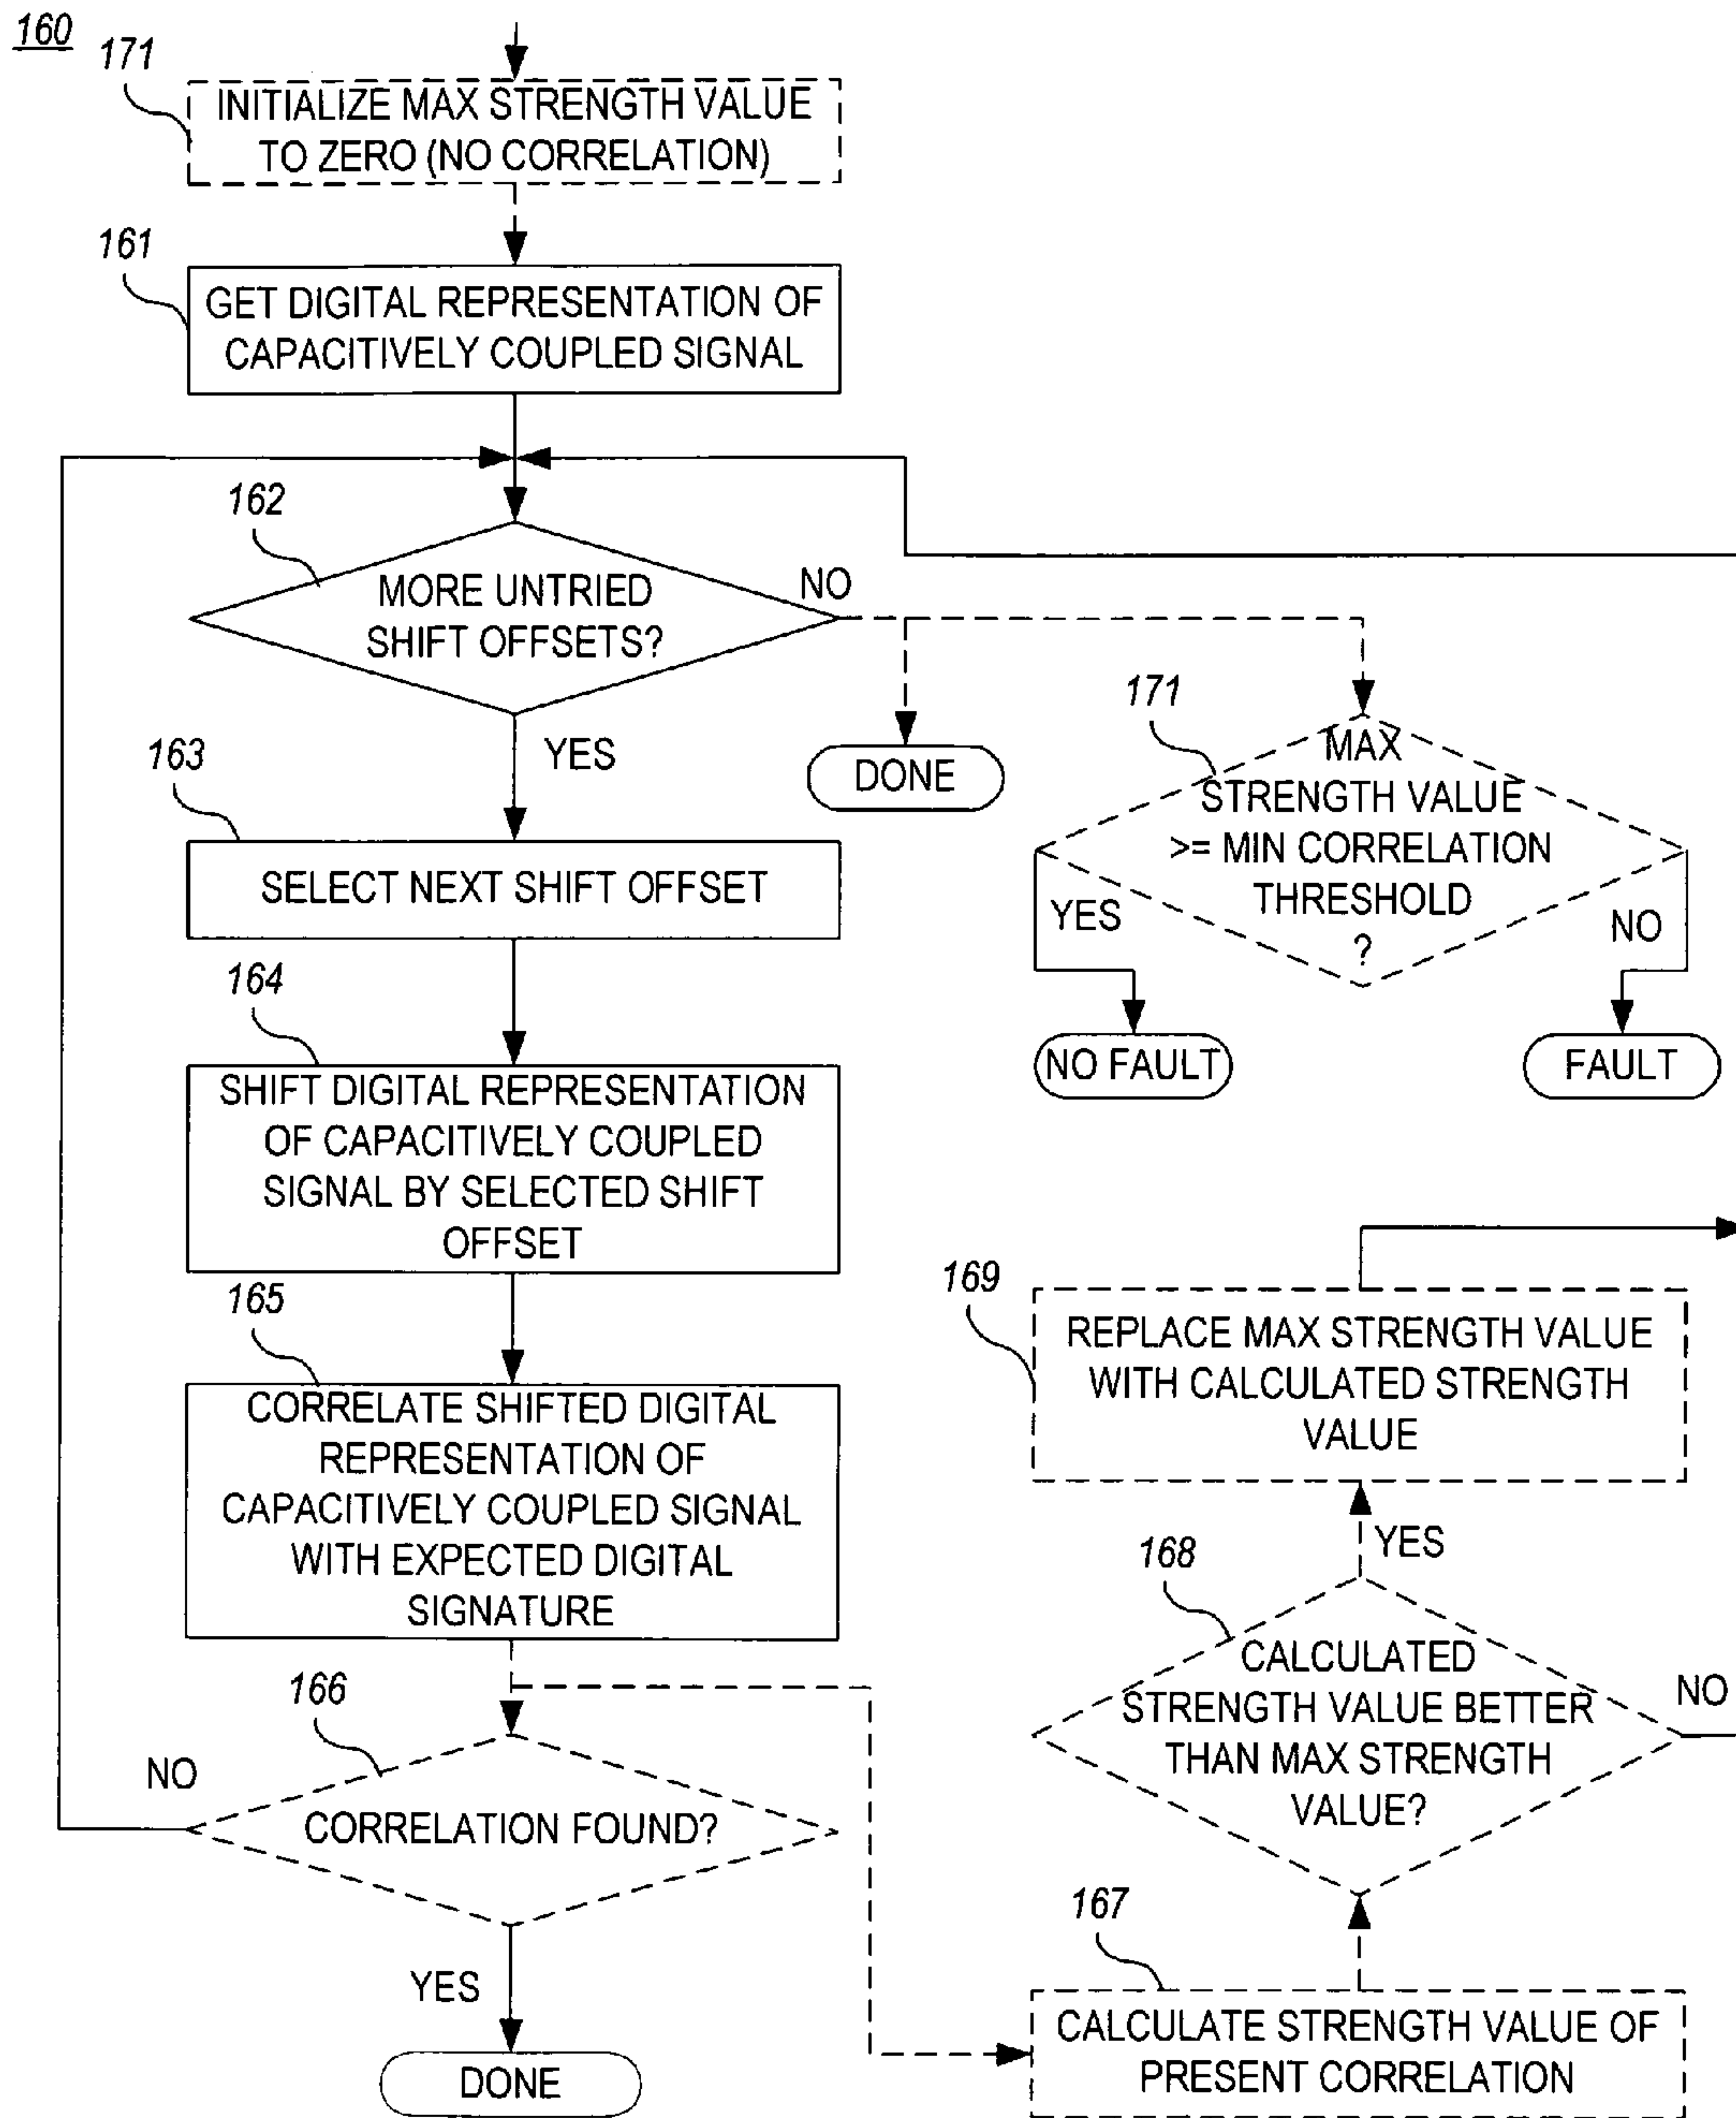 160
171
INITIALIZE MAX STRENGTH VALUE
TO ZERO (NO CORRELATION)
161
GET DIGITAL REPRESENTATION OF
CAPACITIVELY COUPLED SIGNAL
162
MORE UNTRIED
SHIFT OFFSETS?
NO
YES
DONE
171
MAX
STRENGTH VALUE
>= MIN CORRELATION
THRESHOLD
?
YES
NO
NO FAULT
FAULT
163
SELECT NEXT SHIFT OFFSET
164
SHIFT DIGITAL REPRESENTATION
OF CAPACITIVELY COUPLED
SIGNAL BY SELECTED SHIFT
OFFSET
165
CORRELATE SHIFTED DIGITAL
REPRESENTATION OF
CAPACITIVELY COUPLED SIGNAL
WITH EXPECTED DIGITAL
SIGNATURE
166
NO
CORRELATION FOUND?
YES
DONE
169
REPLACE MAX STRENGTH VALUE
WITH CALCULATED STRENGTH
VALUE
YES
168
CALCULATED
STRENGTH VALUE BETTER
THAN MAX STRENGTH
VALUE?
NO
167
CALCULATE STRENGTH VALUE OF
PRESENT CORRELATION